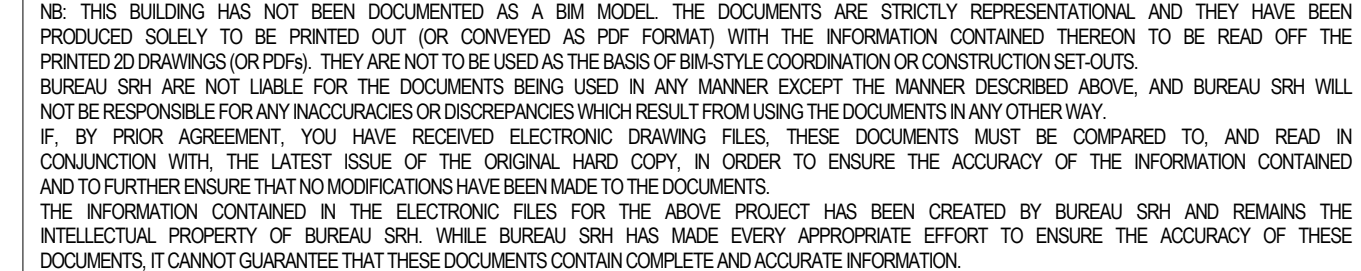 NB: THIS BUILDING HAS NOT BEEN DOCUMENTED AS A BIM MODEL. THE DOCUMENTS ARE STRICTLY REPRESENTATIONAL AND THEY HAVE BEEN
PRODUCED SOLELY TO BE PRINTED OUT (OR CONVEYED AS PDF FORMAT) WITH THE INFORMATION CONTAINED THEREON TO BE READ OFF THE
PRINTED 2D DRAWINGS (OR PDFs). THEY ARE NOT TO BE USED AS THE BASIS OF BIM-STYLE COORDINATION OR CONSTRUCTION SET-OUTS.
BUREAU SRH ARE NOT LIABLE FOR THE DOCUMENTS BEING USED IN ANY MANNER EXCEPT THE MANNER DESCRIBED ABOVE, AND BUREAU SRH WILL
NOT BE RESPONSIBLE FOR ANY INACCURACIES OR DISCREPANCIES WHICH RESULT FROM USING THE DOCUMENTS IN ANY OTHER WAY.
IF, BY PRIOR AGREEMENT, YOU HAVE RECEIVED ELECTRONIC DRAWING FILES, THESE DOCUMENTS MUST BE COMPARED TO, AND READ IN
CONJUNCTION WITH, THE LATEST ISSUE OF THE ORIGINAL HARD COPY, IN ORDER TO ENSURE THE ACCURACY OF THE INFORMATION CONTAINED
AND TO FURTHER ENSURE THAT NO MODIFICATIONS HAVE BEEN MADE TO THE DOCUMENTS.
THE INFORMATION CONTAINED IN THE ELECTRONIC FILES FOR THE ABOVE PROJECT HAS BEEN CREATED BY BUREAU SRH AND REMAINS THE
INTELLECTUAL PROPERTY OF BUREAU SRH. WHILE BUREAU SRH HAS MADE EVERY APPROPRIATE EFFORT TO ENSURE THE ACCURACY OF THESE
DOCUMENTS, IT CANNOT GUARANTEE THAT THESE DOCUMENTS CONTAIN COMPLETE AND ACCURATE INFORMATION.